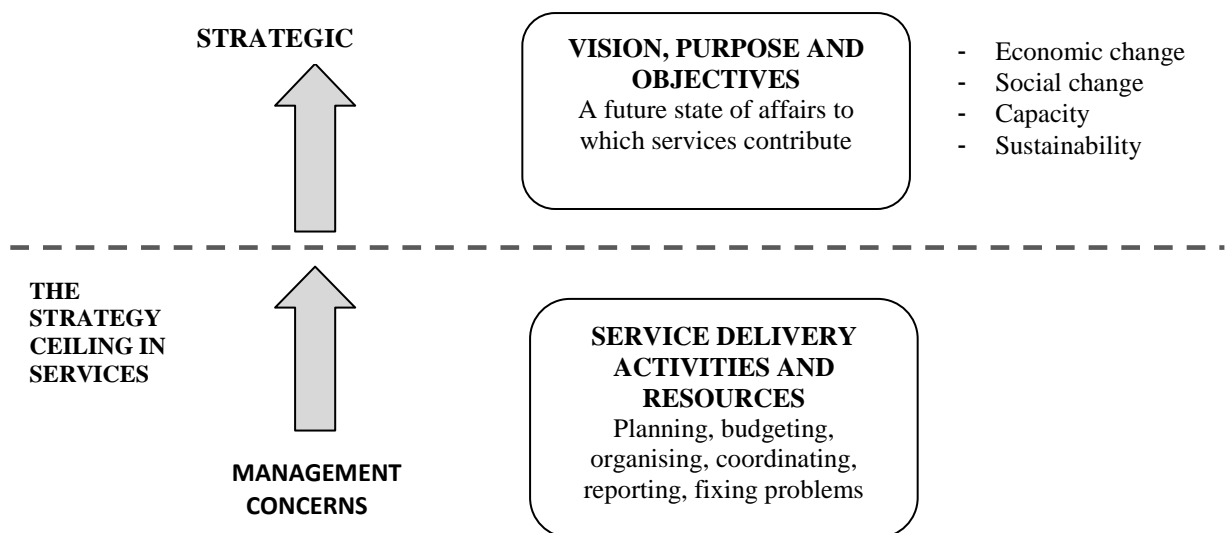 STRATEGIC
VISION, PURPOSE AND
OBJECTIVES
A future state of affairs to
which services contribute
- Economic change
- Social change
- Capacity
- Sustainability
THE
STRATEGY
CEILING IN
SERVICES
MANAGEMENT
CONCERNS
SERVICE DELIVERY
ACTIVITIES AND
RESOURCES
Planning, budgeting,
organising, coordinating,
reporting, fixing problems